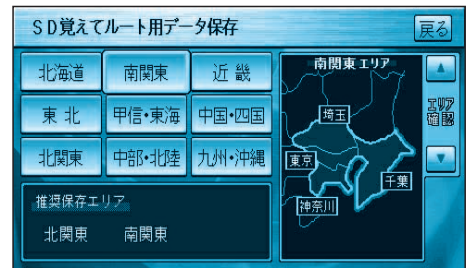 SD覚えてルート用データ保存
戻る
北海道 南関東 近畿
東北 甲信・東海 中国・四国
北関東 中部・北陸 九州・沖縄
推奨保存エリア
北関東 南関東
南関東エリア
埼玉
東京
千葉
神奈川
▲
エリア
確認
▼